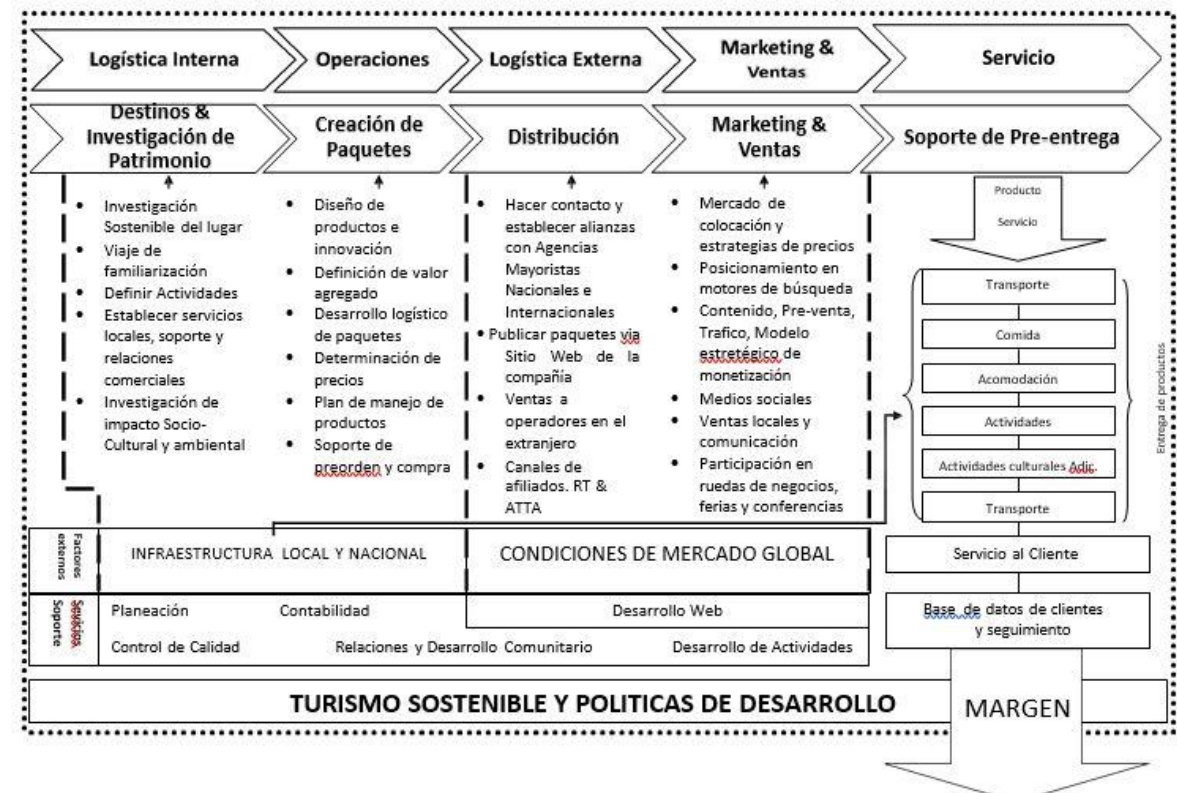 Logística Interna
Operaciones
Logística Externa
Marketing &
Ventas
Servicio
Destinos &
Investigación de
Patrimonio
Creación de
Paquetes
Distribución
Marketing &
Ventas
Soporte de Pre-entrega
• Investigación
Sostenible del lugar
• Viaje de
familiarización
• Definir Actividades
• Establecer servicios
locales, soporte y
relaciones
comerciales
• Investigación de
impacto Socio-
Cultural y ambiental
• Diseño de
productos e
innovación
• Definición de valor
agregado
• Desarrollo logístico
de paquetes
• Determinación de
precios
• Plan de manejo de
productos
• Soporte de
preorden y compra
• Hacer contacto y
establecer alianzas
con Agencias
Mayoristas
Nacionales e
Internacionales
• Publicar paquetes via
Sitio Web de la
compañía
• Ventas a
operadores en el
extranjero
• Canales de
afiliados. RT &
ATTA
• Mercado de
colocación y
estrategias de precios
• Posicionamiento en
motores de búsqueda
• Contenido, Pre-venta,
Trafico, Modelo
estretégico de
monetización
• Medios sociales
• Ventas locales y
comunicación
• Participación en
ruedas de negocios,
ferias y conferencias
Producto
Servicio
Transporte
Comida
Acomodación
Actividades
Actividades culturales Adic.
Transporte
Entrega de productos
Servicio al Cliente
Base de datos de clientes
y seguimiento
Factores
externos
INFRAESTRUCTURA LOCAL Y NACIONAL
CONDICIONES DE MERCADO GLOBAL
Sevicios
Soporte
Planeación
Contabilidad
Desarrollo Web
Control de Calidad
Relaciones y Desarrollo Comunitario
Desarrollo de Actividades
TURISMO SOSTENIBLE Y POLITICAS DE DESARROLLO
MARGEN